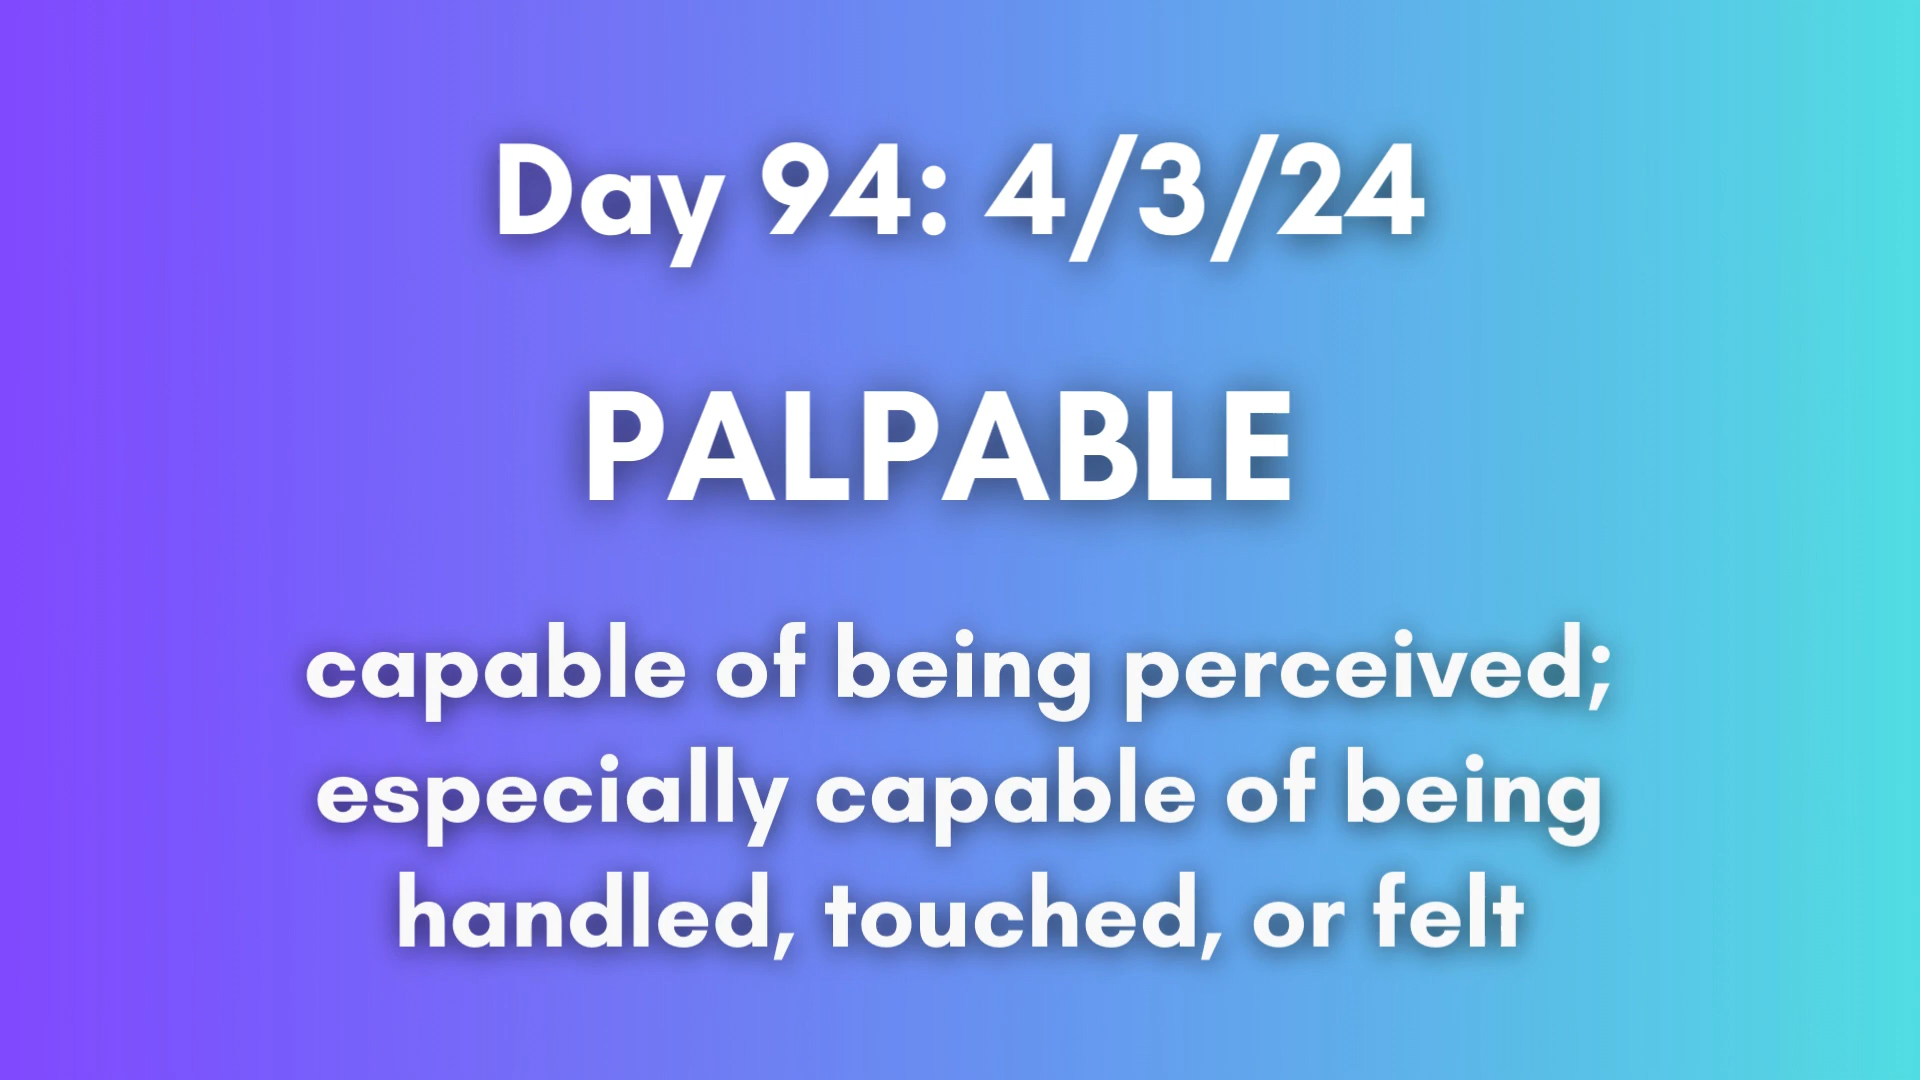 Day 94: 4/3/24
PALPABLE
capable of being perceived;
especially capable of being
handled, touched, or felt